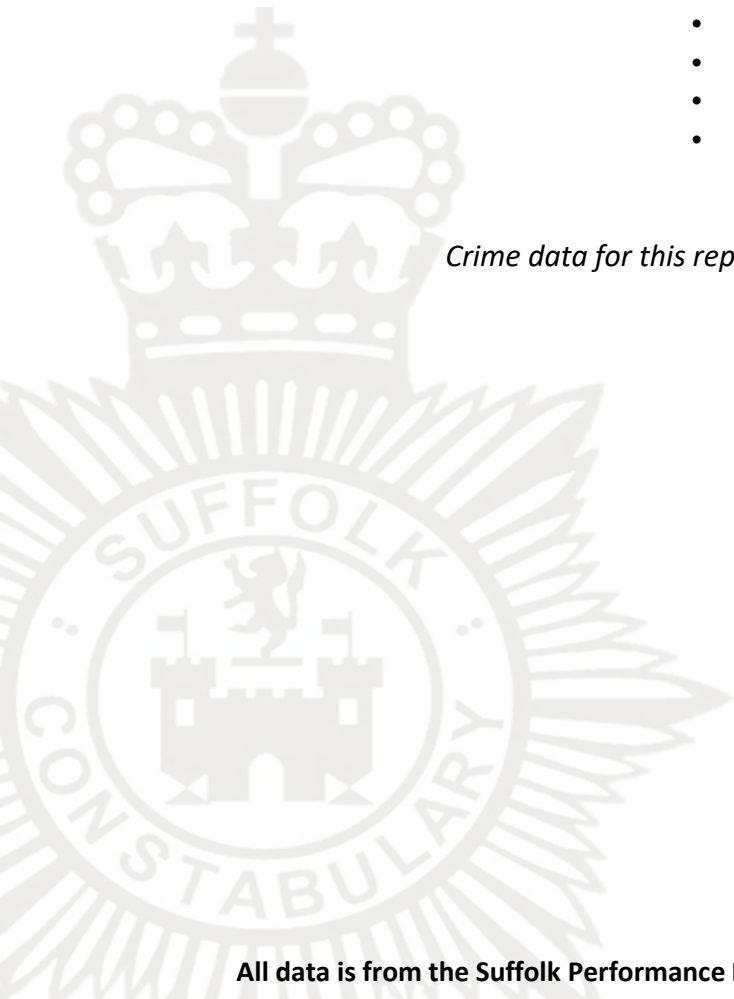 •
•
•
•
Crime data for this rep
SUFFOLK
CONSTABULARY
All data is from the Suffolk Performance